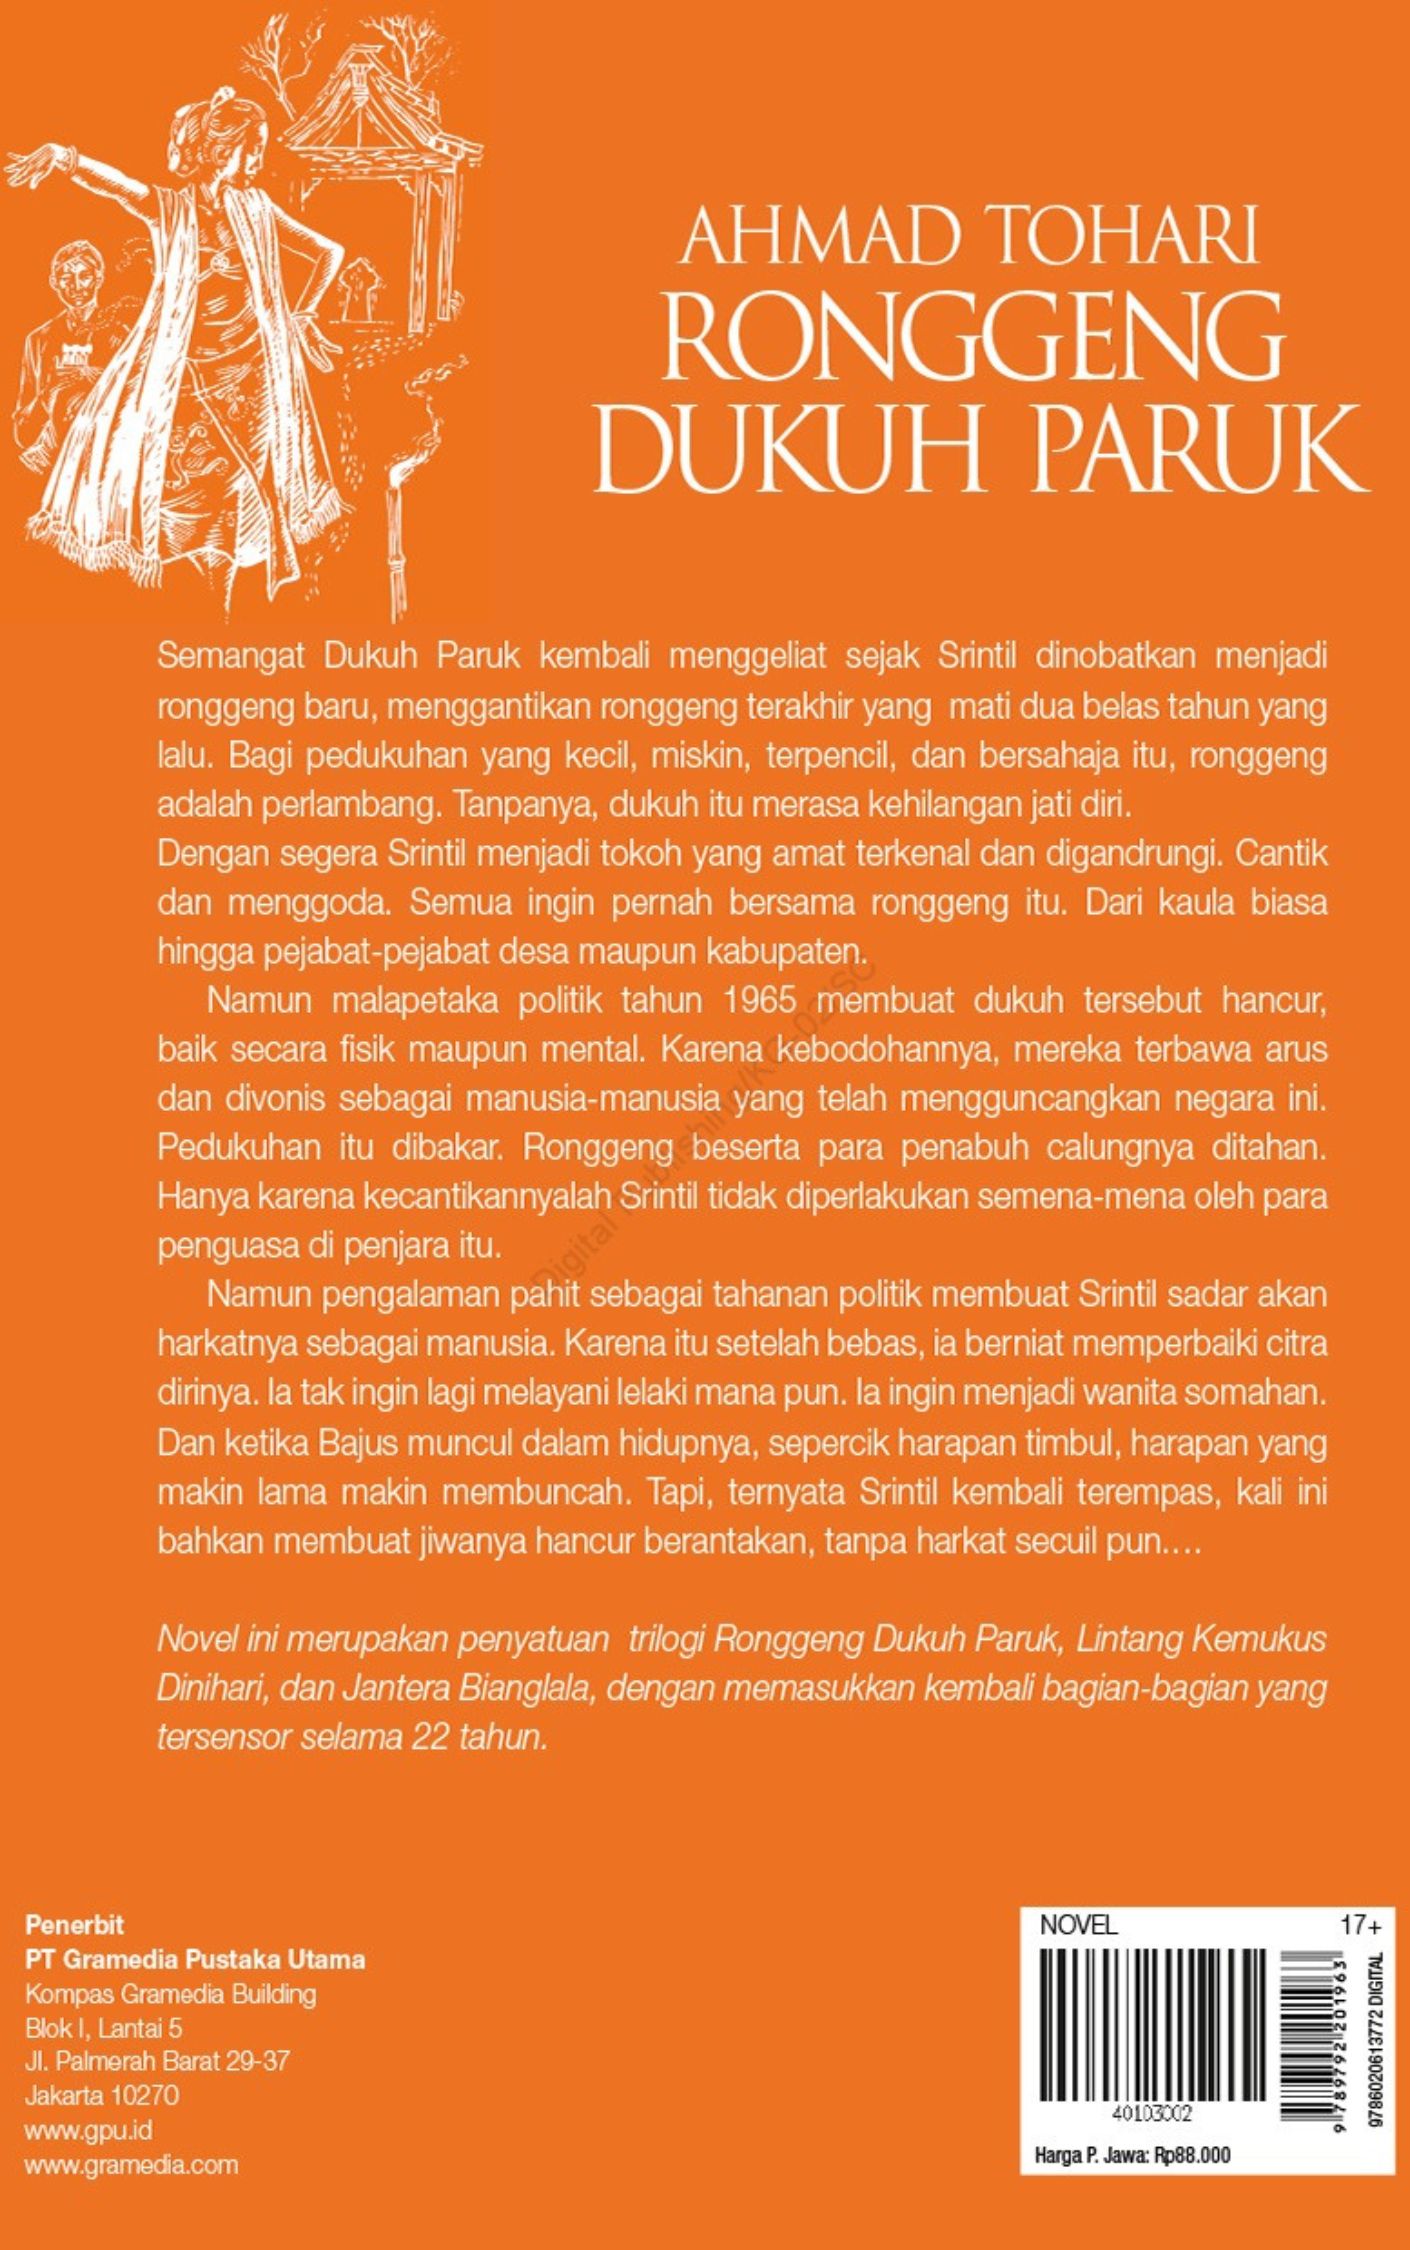 AHMAD TOHARI
RONGGENG
DUKUH PARUK
Semangat Dukuh Paruk kembali menggeliat sejak Srintil dinobatkan menjadi
ronggeng baru, menggantikan ronggeng terakhir yang mati dua belas tahun yang
lalu. Bagi pedukuhan yang kecil, miskin, terpencil, dan bersahaja itu, ronggeng
adalah perlambang. Tanpanya, dukuh itu merasa kehilangan jati diri.
Dengan segera Srintil menjadi tokoh yang amat terkenal dan digandrungi. Cantik
dan menggoda. Semua ingin pernah bersama ronggeng itu. Dari kaula biasa
hingga pejabat-pejabat desa maupun kabupaten.
Namun malapetaka politik tahun 1965 membuat dukuh tersebut hancur,
baik secara fisik maupun mental. Karena kebodohannya, mereka terbawa arus
dan divonis sebagai manusia-manusia yang telah mengguncangkan negara ini.
Pedukuhan itu dibakar. Ronggeng beserta para penabuh calungnya ditahan.
Hanya karena kecantikannyalah Srintil tidak diperlakukan semena-mena oleh para
penguasa di penjara itu.
Namun pengalaman pahit sebagai tahanan politik membuat Srintil sadar akan
harkatnya sebagai manusia. Karena itu setelah bebas, ia berniat memperbaiki citra
dirinya. Ia tak ingin lagi melayani lelaki mana pun. Ia ingin menjadi wanita somahan.
Dan ketika Bajus muncul dalam hidupnya, sepercik harapan timbul, harapan yang
makin lama makin membuncah. Tapi, ternyata Srintil kembali terempas, kali ini
bahkan membuat jiwanya hancur berantakan, tanpa harkat secuil pun....
Novel ini merupakan penyatuan trilogi Ronggeng Dukuh Paruk, Lintang Kemukus
Dinihari, dan Jantera Bianglala, dengan memasukkan kembali bagian-bagian yang
tersensor selama 22 tahun.
Digital Publishing/KG-02/SC
Penerbit
PT Gramedia Pustaka Utama
Kompas Gramedia Building
Blok I, Lantai 5
Jl. Palmerah Barat 29-37
Jakarta 10270
www.gpu.id
www.gramedia.com
NOVEL 17+
40103002
9 789792 201963
9786020613772 DIGITAL
Harga P. Jawa: Rp88.000